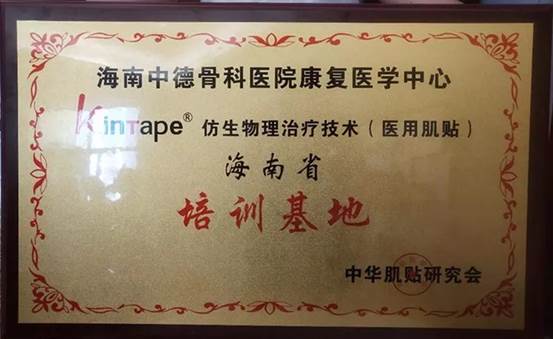 海南中德骨科医院康复医学中心
Kintape® 仿生物理治疗技术（医用肌贴）
海南省
培训基地
中华肌贴研究会